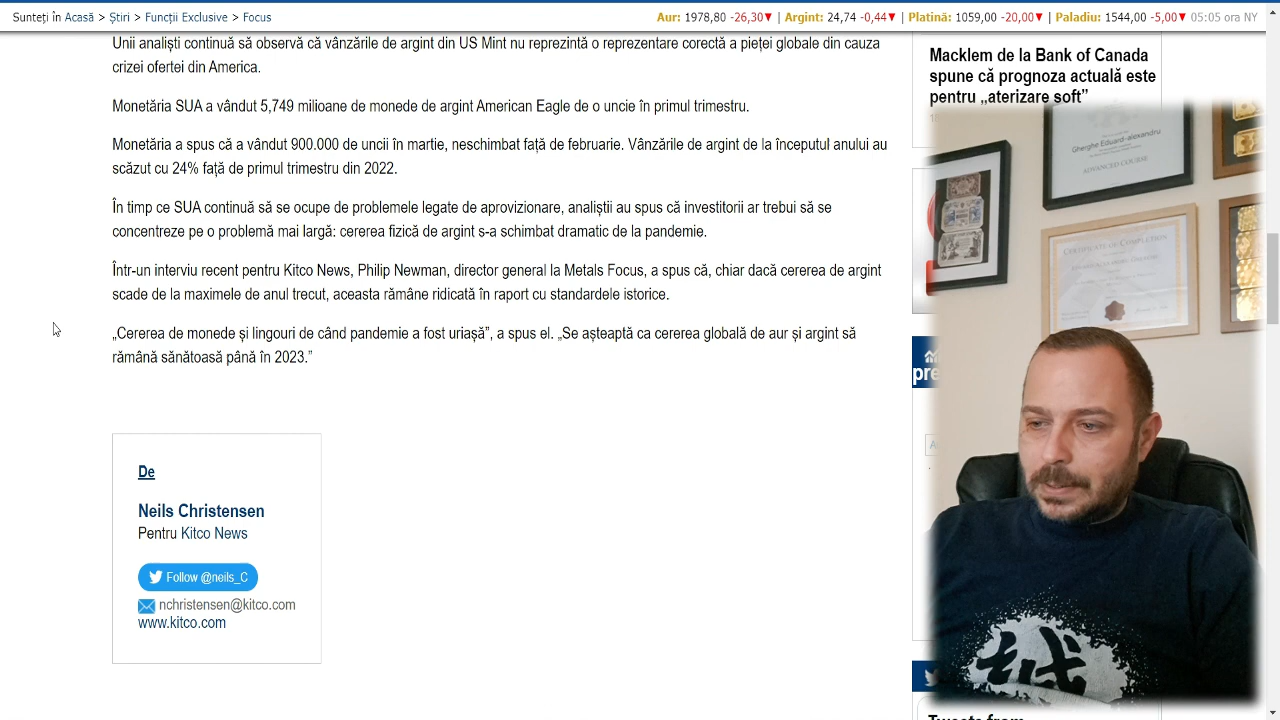 Sunteți în Acasă > Știri > Funcții Exclusive > Focus
Aur: 1978,80 -26,30▼ | Argint: 24,74 -0,44▼ | Platină: 1059,00 -20,00▼ | Paladiu: 1544,00 -5,00▼ 05:05 ora NY
Unii analiști continuă să observă că vânzările de argint din US Mint nu reprezintă o reprezentare corectă a pieței globale din cauza
crizei ofertei din America.
Monetăria SUA a vândut 5,749 milioane de monede de argint American Eagle de o uncie în primul trimestru.
Monetăria a spus că a vândut 900.000 de uncii în martie, neschimbat față de februarie. Vânzările de argint de la începutul anului au
scăzut cu 24% față de primul trimestru din 2022.
În timp ce SUA continuă să se ocupe de problemele legate de aprovizionare, analiștii au spus că investitorii ar trebui să se
concentreze pe o problemă mai largă: cererea fizică de argint s-a schimbat dramatic de la pandemie.
Într-un interviu recent pentru Kitco News, Philip Newman, director general la Metals Focus, a spus că, chiar dacă cererea de argint
scade de la maximele de anul trecut, aceasta rămâne ridicată în raport cu standardele istorice.
„Cererea de monede și lingouri de când pandemie a fost uriașă”, a spus el. „Se așteaptă ca cererea globală de aur și argint să
rămână sănătoasă până în 2023.”
De
Neils Christensen
Pentru Kitco News
Follow @neils_C
nchristensen@kitco.com
www.kitco.com
Macklem de la Bank of Canada
spune că prognoza actuală este
pentru „aterizare soft”
Gherghe Eduard-alexandru
ADVANCED COURSE
CERTIFICATE OF COMPLETION
pre
Tweets from